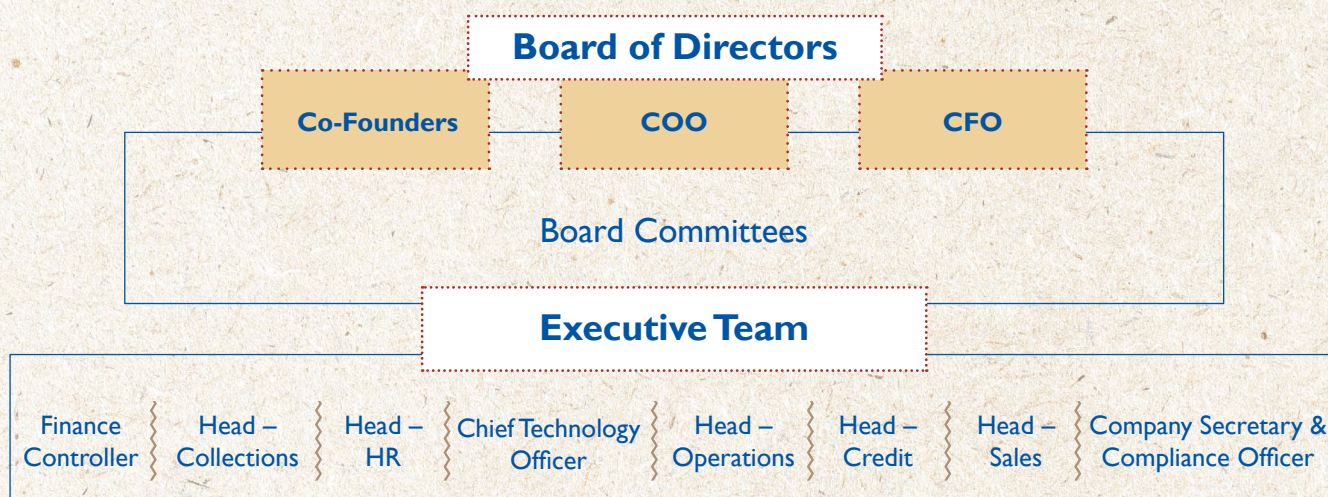 Board of Directors
Co-Founders
COO
CFO
Board Committees
Executive Team
Finance
Controller
Head –
Collections
Head –
HR
Chief Technology
Officer
Head –
Operations
Head –
Credit
Head –
Sales
Company Secretary &
Compliance Officer